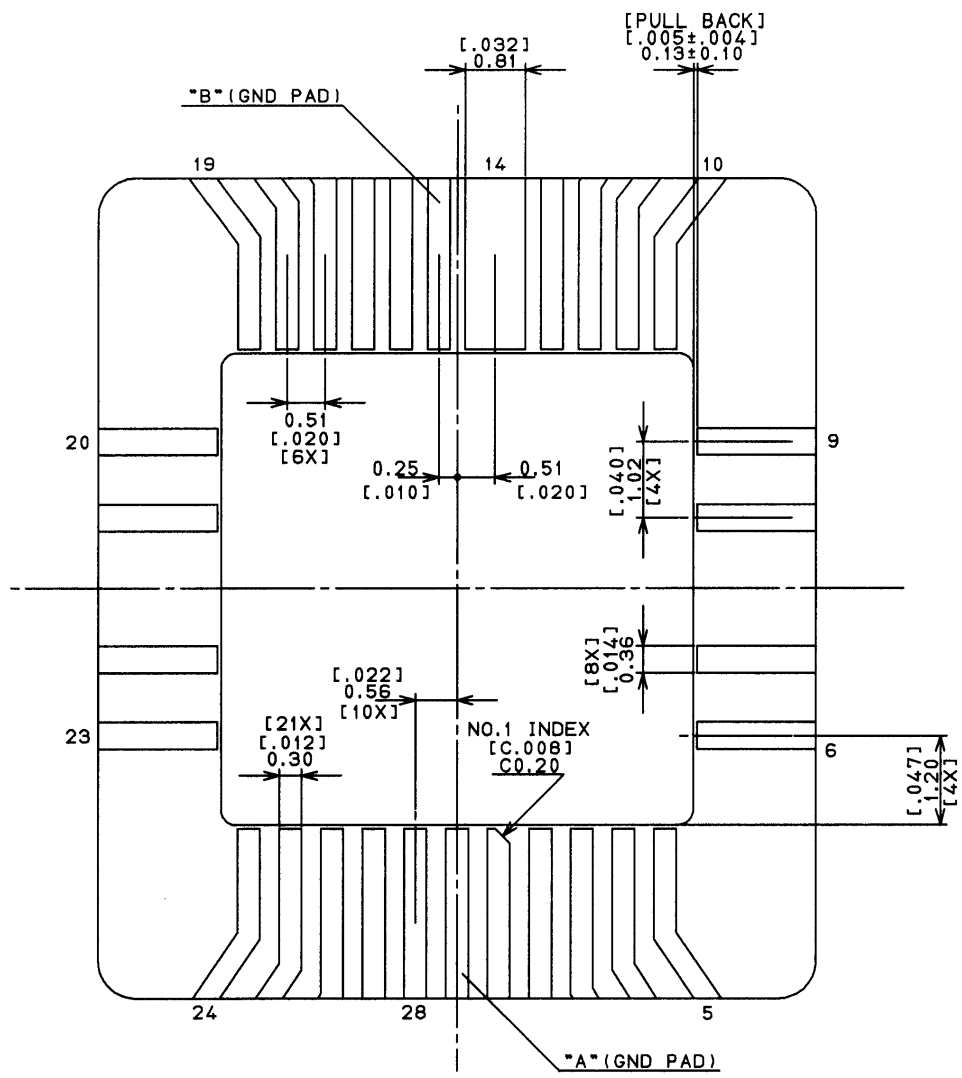 [PULL BACK]
[.005±.004]
0.13±0.10
[.032]
0.81
"B"(GND PAD)
19
14
10
0.51
[.020]
[6X]
20
9
0.25
[.010]
0.51
[.020]
[.040]
1.02
[4X]
[8X]
[.014]
0.36
[.022]
0.56
[10X]
[21X]
[.012]
0.30
NO.1 INDEX
[C.008]
C0.20
23
6
[.047]
1.20
[4X]
24
28
5
"A"(GND PAD)